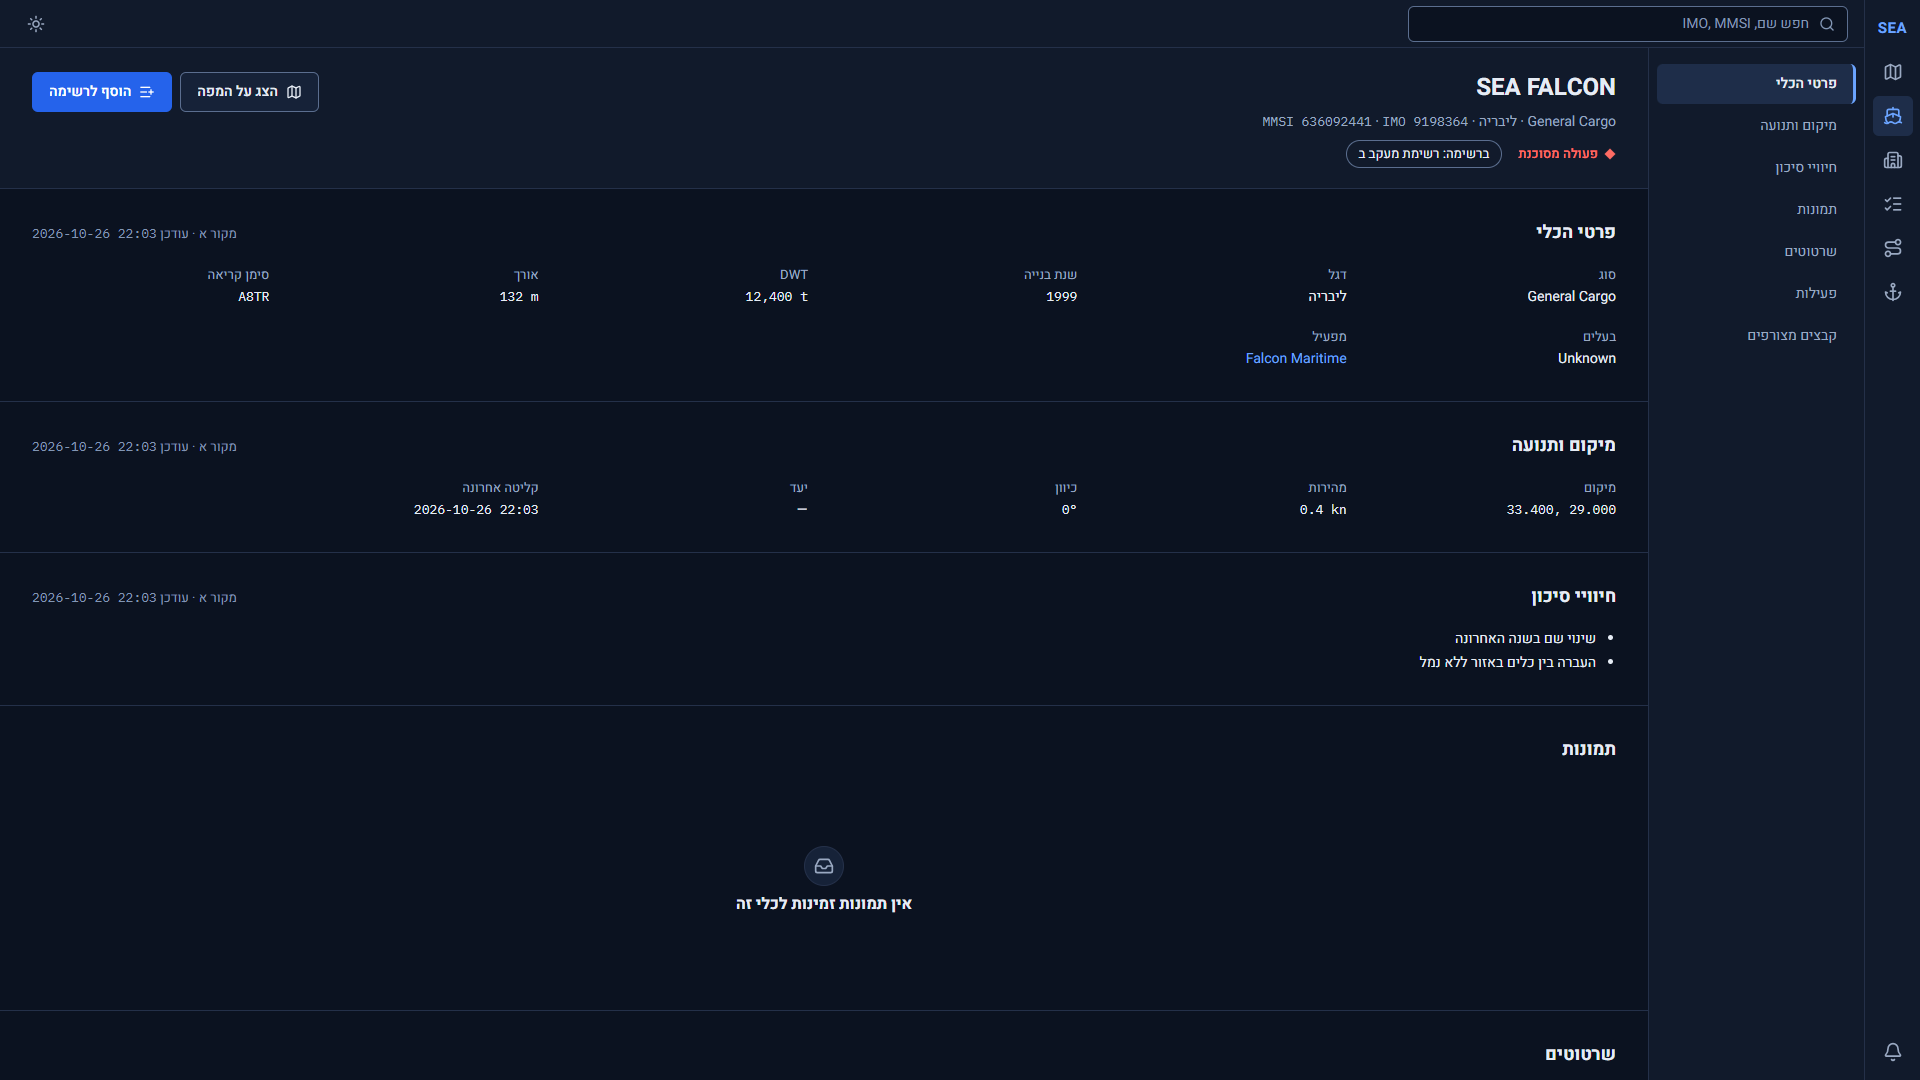 SEA
חפש שם, IMO, MMSI
פרטי הכלי
מיקום ותנועה
חיוויי סיכון
תמונות
שרטוטים
פעילות
קבצים מצורפים
SEA FALCON
General Cargo · ליבריה · IMO 9198364 · MMSI 636092441
פעולה מסוכנת
ברשימה: רשימת מעקב ב
הצג על המפה
הוסף לרשימה
פרטי הכלי
מקור א · עודכן 2026-10-26 22:03
סוג
General Cargo
דגל
ליבריה
שנת בנייה
1999
DWT
12,400 t
אורך
132 m
סימן קריאה
A8TR
בעלים
Unknown
מפעיל
Falcon Maritime
מיקום ותנועה
מקור א · עודכן 2026-10-26 22:03
מיקום
33.400, 29.000
מהירות
0.4 kn
כיוון
0°
יעד
—
קליטה אחרונה
2026-10-26 22:03
חיוויי סיכון
מקור א · עודכן 2026-10-26 22:03
• שינוי שם בשנה האחרונה
• העברה בין כלים באזור ללא נמל
תמונות
אין תמונות זמינות לכלי זה
שרטוטים